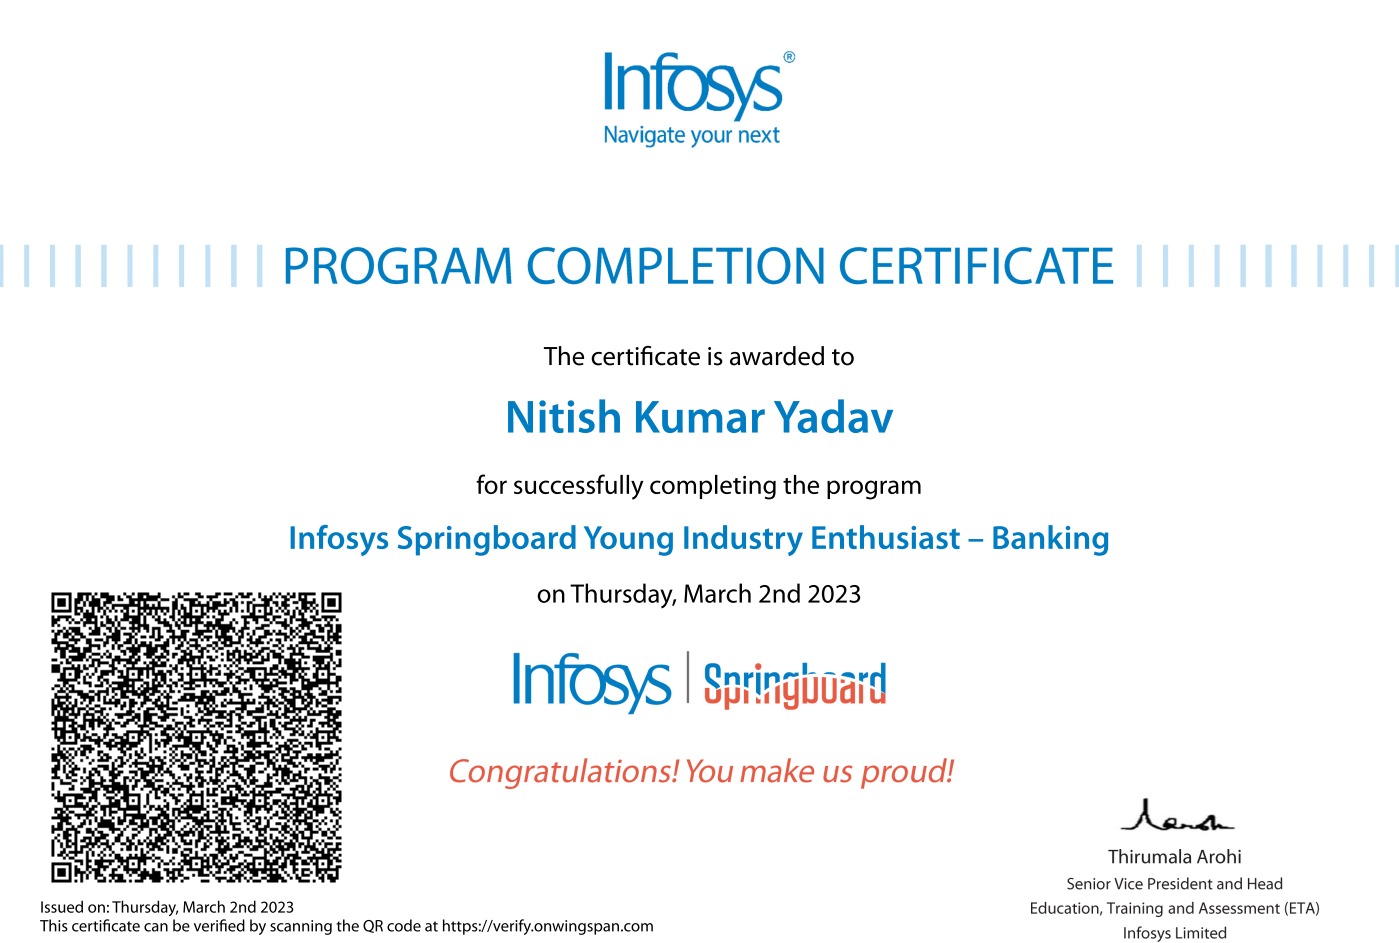 Infosys®
Navigate your next
PROGRAM COMPLETION CERTIFICATE
The certificate is awarded to
Nitish Kumar Yadav
for successfully completing the program
Infosys Springboard Young Industry Enthusiast – Banking
on Thursday, March 2nd 2023
Infosys | Springboard
Congratulations! You make us proud!
Thirumala Arohi
Senior Vice President and Head
Education, Training and Assessment (ETA)
Infosys Limited
Issued on: Thursday, March 2nd 2023
This certificate can be verified by scanning the QR code at https://verify.onwingspan.com